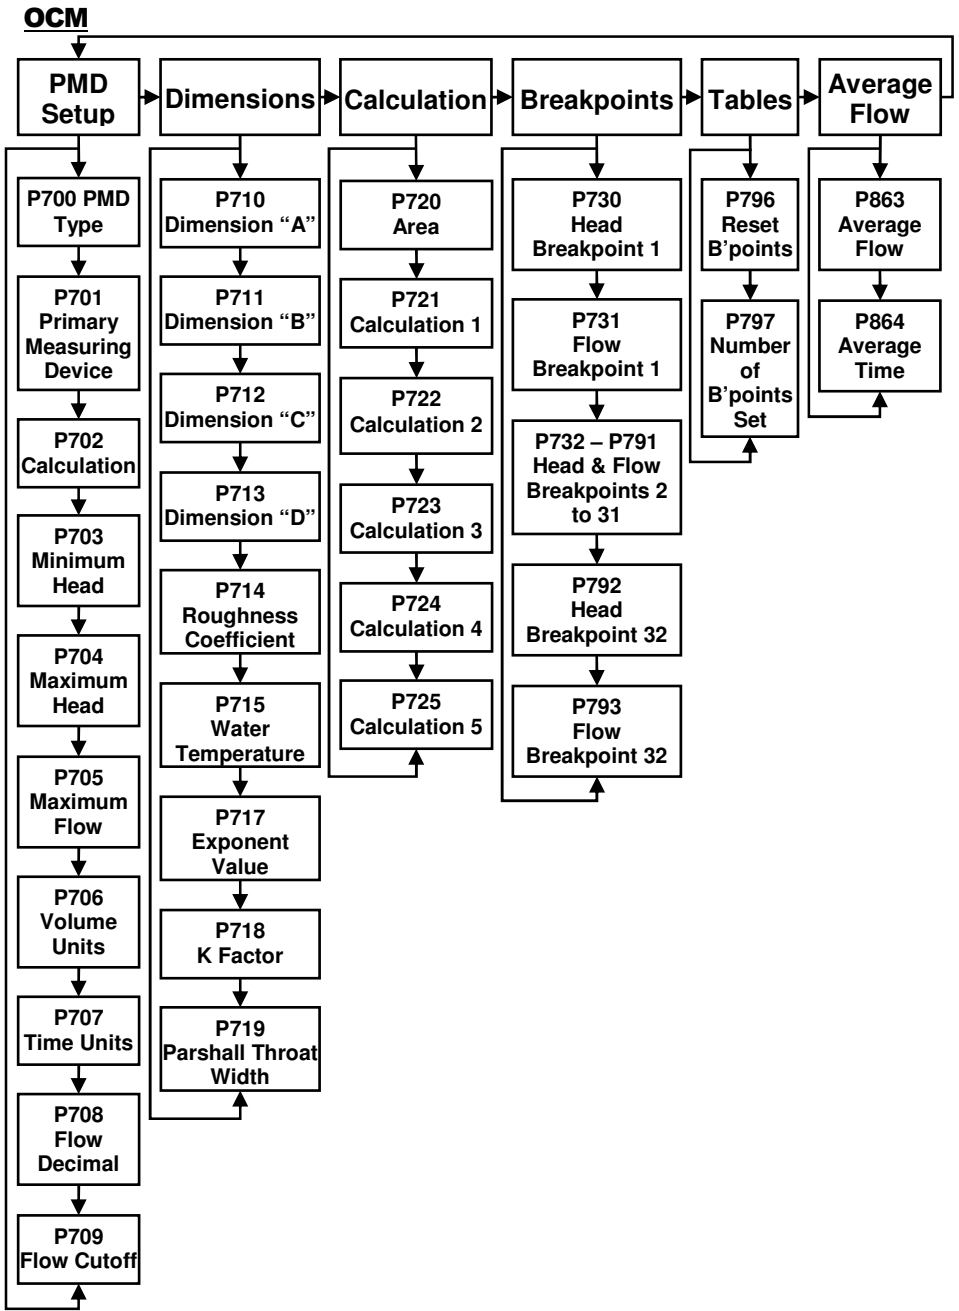 OCM
PMD
Setup
Dimensions
Calculation
Breakpoints
Tables
Average
Flow
P700 PMD
Type
P701
Primary
Measuring
Device
P702
Calculation
P703
Minimum
Head
P704
Maximum
Head
P705
Maximum
Flow
P706
Volume
Units
P707
Time Units
P708
Flow
Decimal
P709
Flow Cutoff
P710
Dimension “A”
P711
Dimension “B”
P712
Dimension “C”
P713
Dimension “D”
P714
Roughness
Coefficient
P715
Water
Temperature
P717
Exponent
Value
P718
K Factor
P719
Parshall Throat
Width
P720
Area
P721
Calculation 1
P722
Calculation 2
P723
Calculation 3
P724
Calculation 4
P725
Calculation 5
P730
Head
Breakpoint 1
P731
Flow
Breakpoint 1
P732 – P791
Head & Flow
Breakpoints 2
to 31
P792
Head
Breakpoint 32
P793
Flow
Breakpoint 32
P796
Reset
B’points
P797
Number
of
B’points
Set
P863
Average
Flow
P864
Average
Time